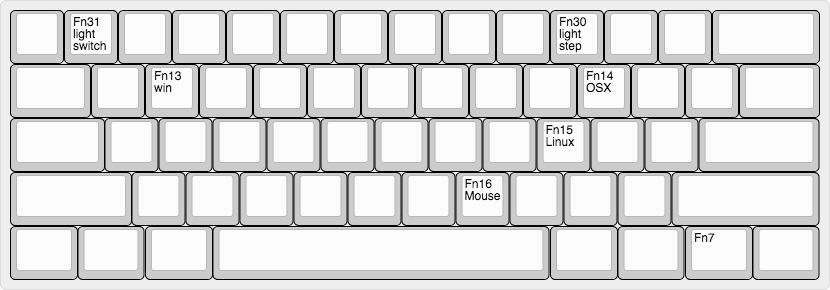 Fn31
light
switch
Fn30
light
step
Fn13
win
Fn14
OSX
Fn15
Linux
Fn16
Mouse
Fn7